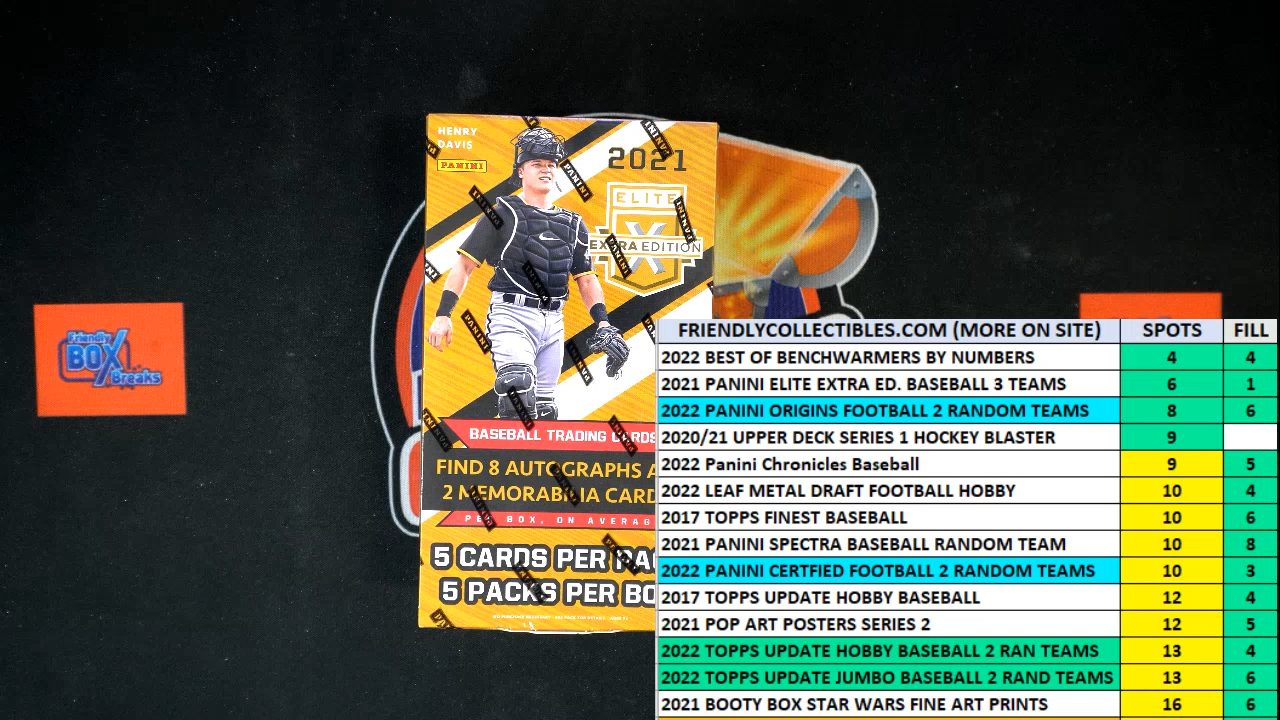 HENRY
DAVIS
PANINI
2021
ELITE
EXTRA EDITION
BASEBALL TRADING CARDS
FIND 8 AUTOGRAPHS
2 MEMORABILIA CARD
PER BOX, ON AVERAG
5 CARDS PER PA
5 PACKS PER BO
Friendly
BOX
Breaks
FRIENDLYCOLLECTIBLES.COM (MORE ON SITE) SPOTS FILL
2022 BEST OF BENCHWARMERS BY NUMBERS 4 4
2021 PANINI ELITE EXTRA ED. BASEBALL 3 TEAMS 6 1
2022 PANINI ORIGINS FOOTBALL 2 RANDOM TEAMS 8 6
2020/21 UPPER DECK SERIES 1 HOCKEY BLASTER 9
2022 Panini Chronicles Baseball 9 5
2022 LEAF METAL DRAFT FOOTBALL HOBBY 10 4
2017 TOPPS FINEST BASEBALL 10 6
2021 PANINI SPECTRA BASEBALL RANDOM TEAM 10 8
2022 PANINI CERTFIED FOOTBALL 2 RANDOM TEAMS 10 3
2017 TOPPS UPDATE HOBBY BASEBALL 12 4
2021 POP ART POSTERS SERIES 2 12 5
2022 TOPPS UPDATE HOBBY BASEBALL 2 RAN TEAMS 13 4
2022 TOPPS UPDATE JUMBO BASEBALL 2 RAND TEAMS 13 6
2021 BOOTY BOX STAR WARS FINE ART PRINTS 16 6